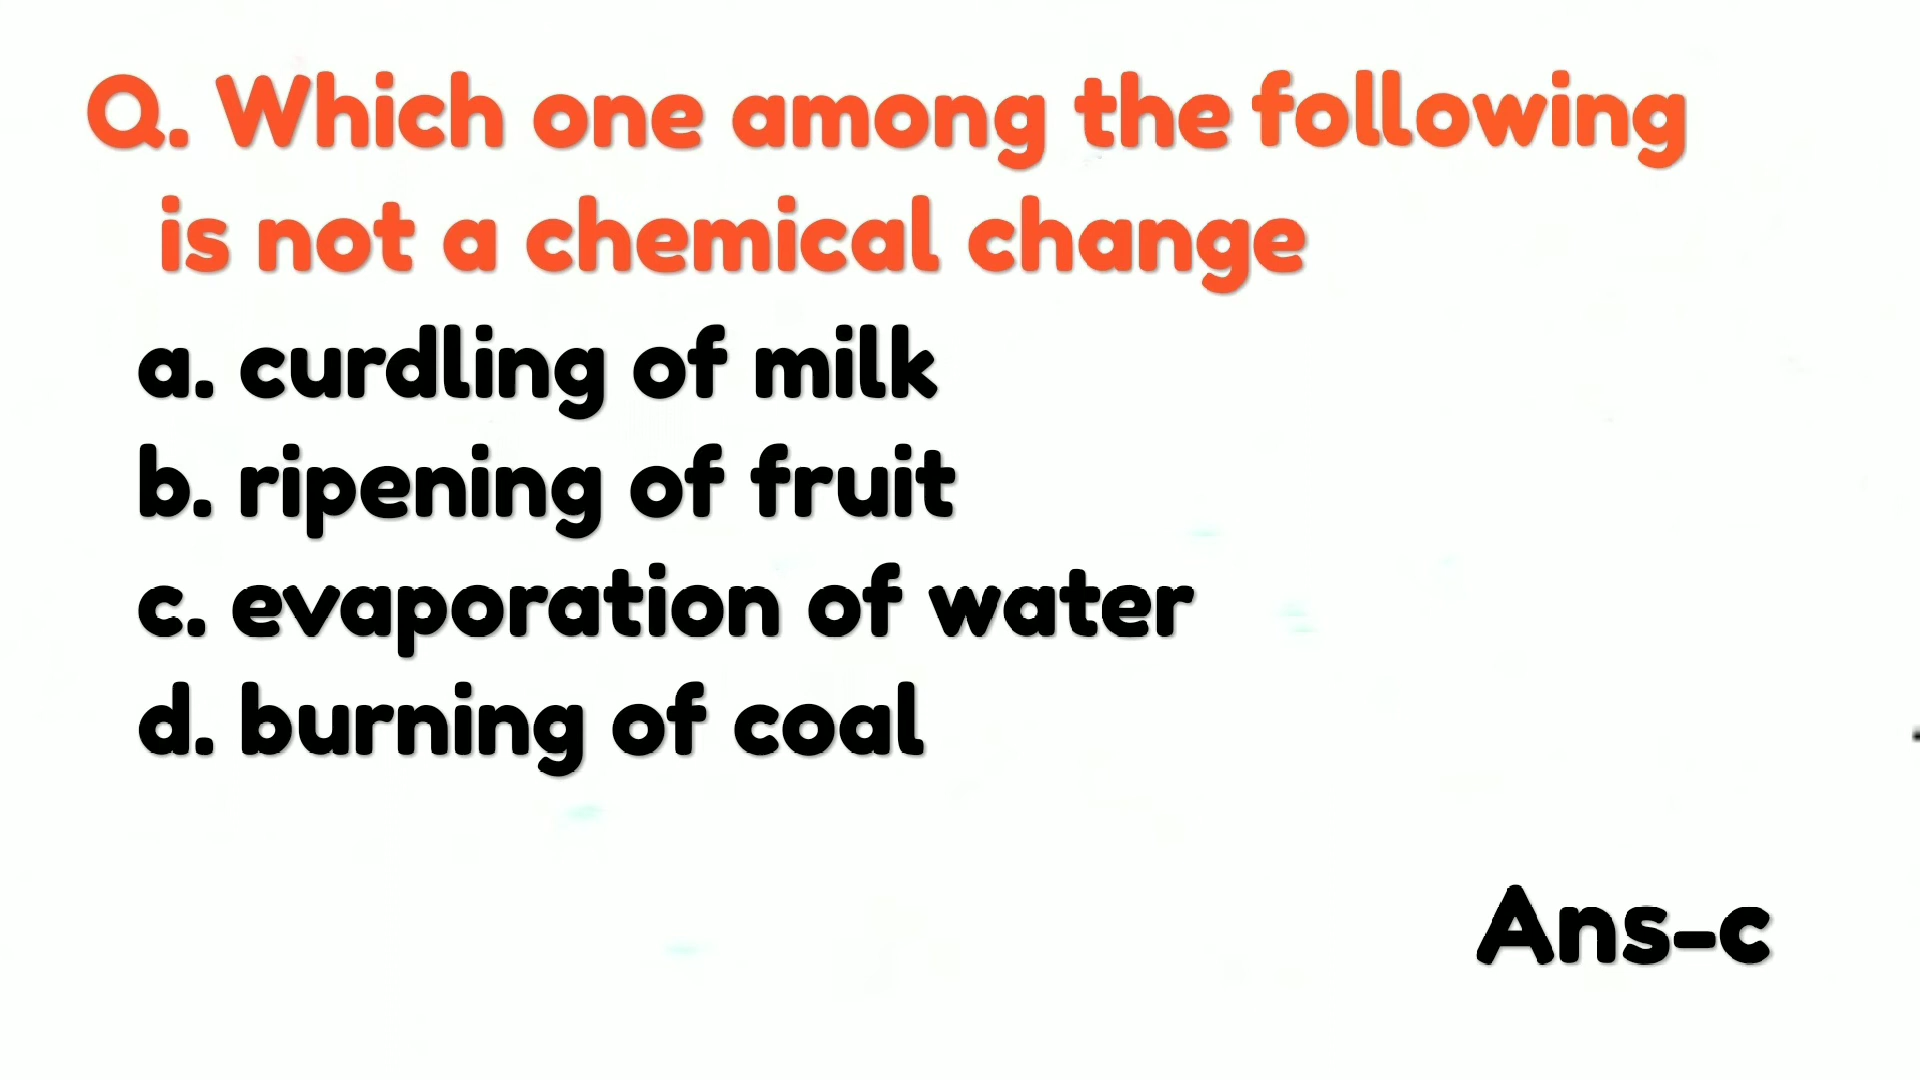 Q. Which one among the following
is not a chemical change
a. curdling of milk
b. ripening of fruit
c. evaporation of water
d. burning of coal
Ans-c